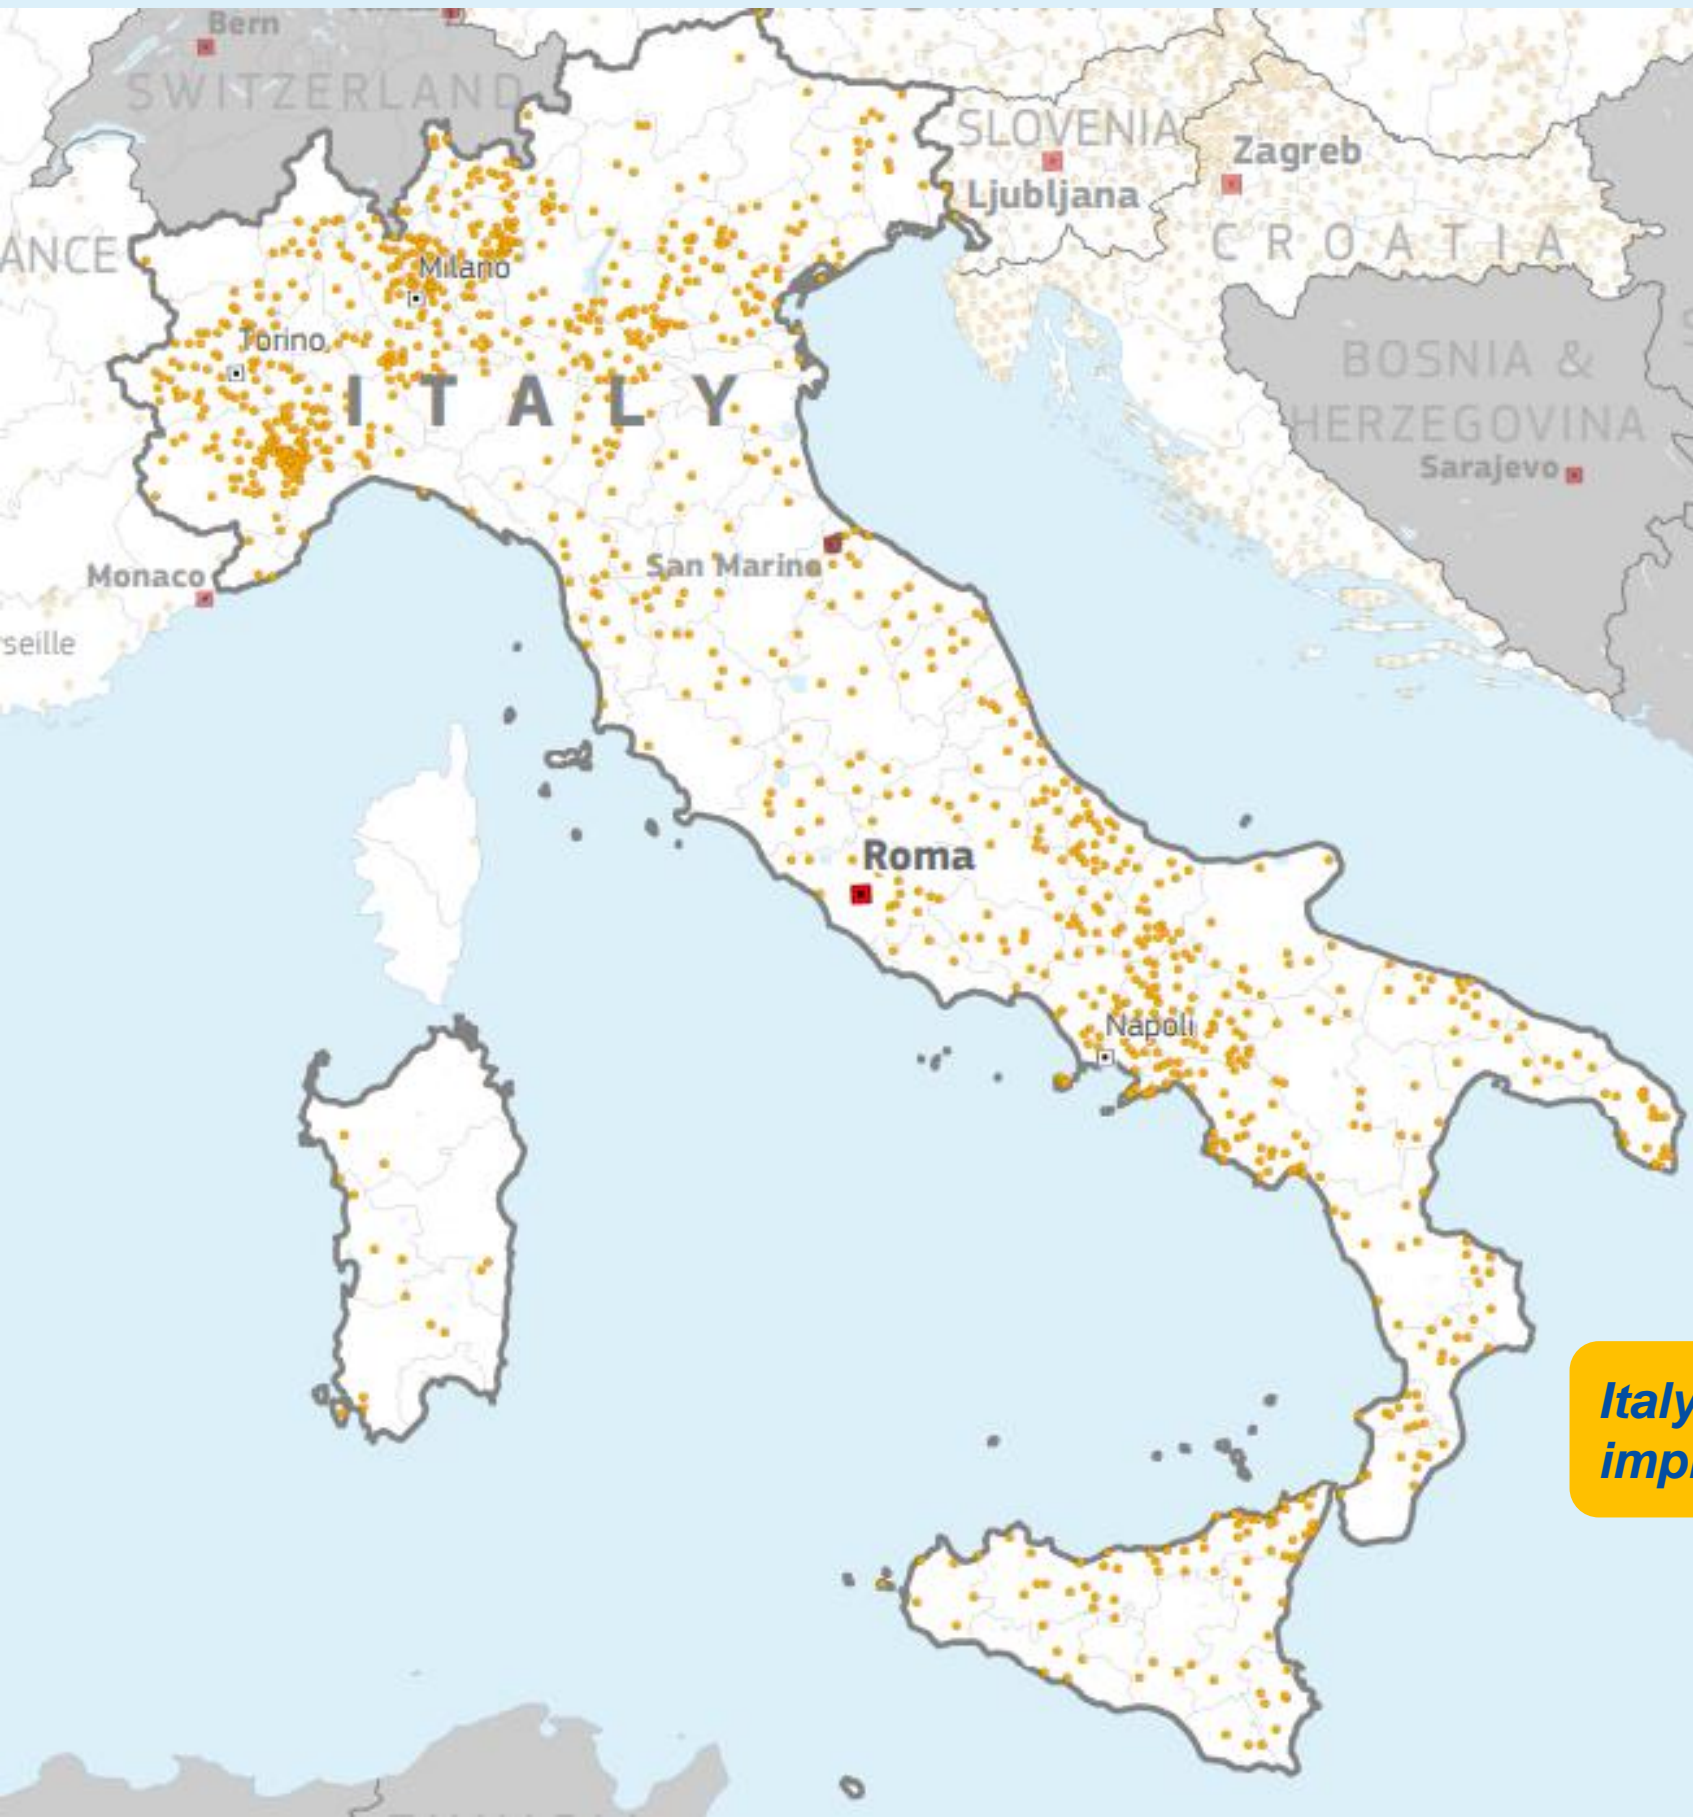 Bern
SWITZERLAND
SLOVENIA
Zagreb
Ljubljana
CROATIA
ANCE
Milano
Torino
ITALY
BOSNIA &
HERZEGOVINA
Sarajevo
San Marino
Monaco
rseille
Roma
Napoli
Italy
imp